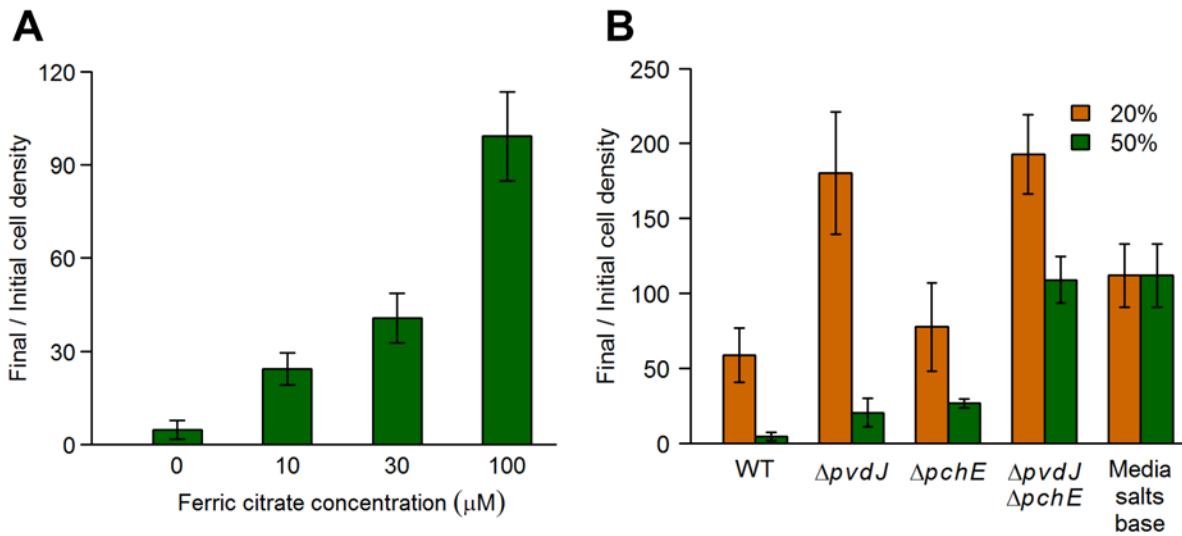 A
Final / Initial cell density
120
90
60
30
0
0 10 30 100
Ferric citrate concentration (μM)
B
Final / Initial cell density
250
200
150
100
50
0
20%
50%
WT ΔpvdJ ΔpchE ΔpvdJ Media
ΔpchE salts
base